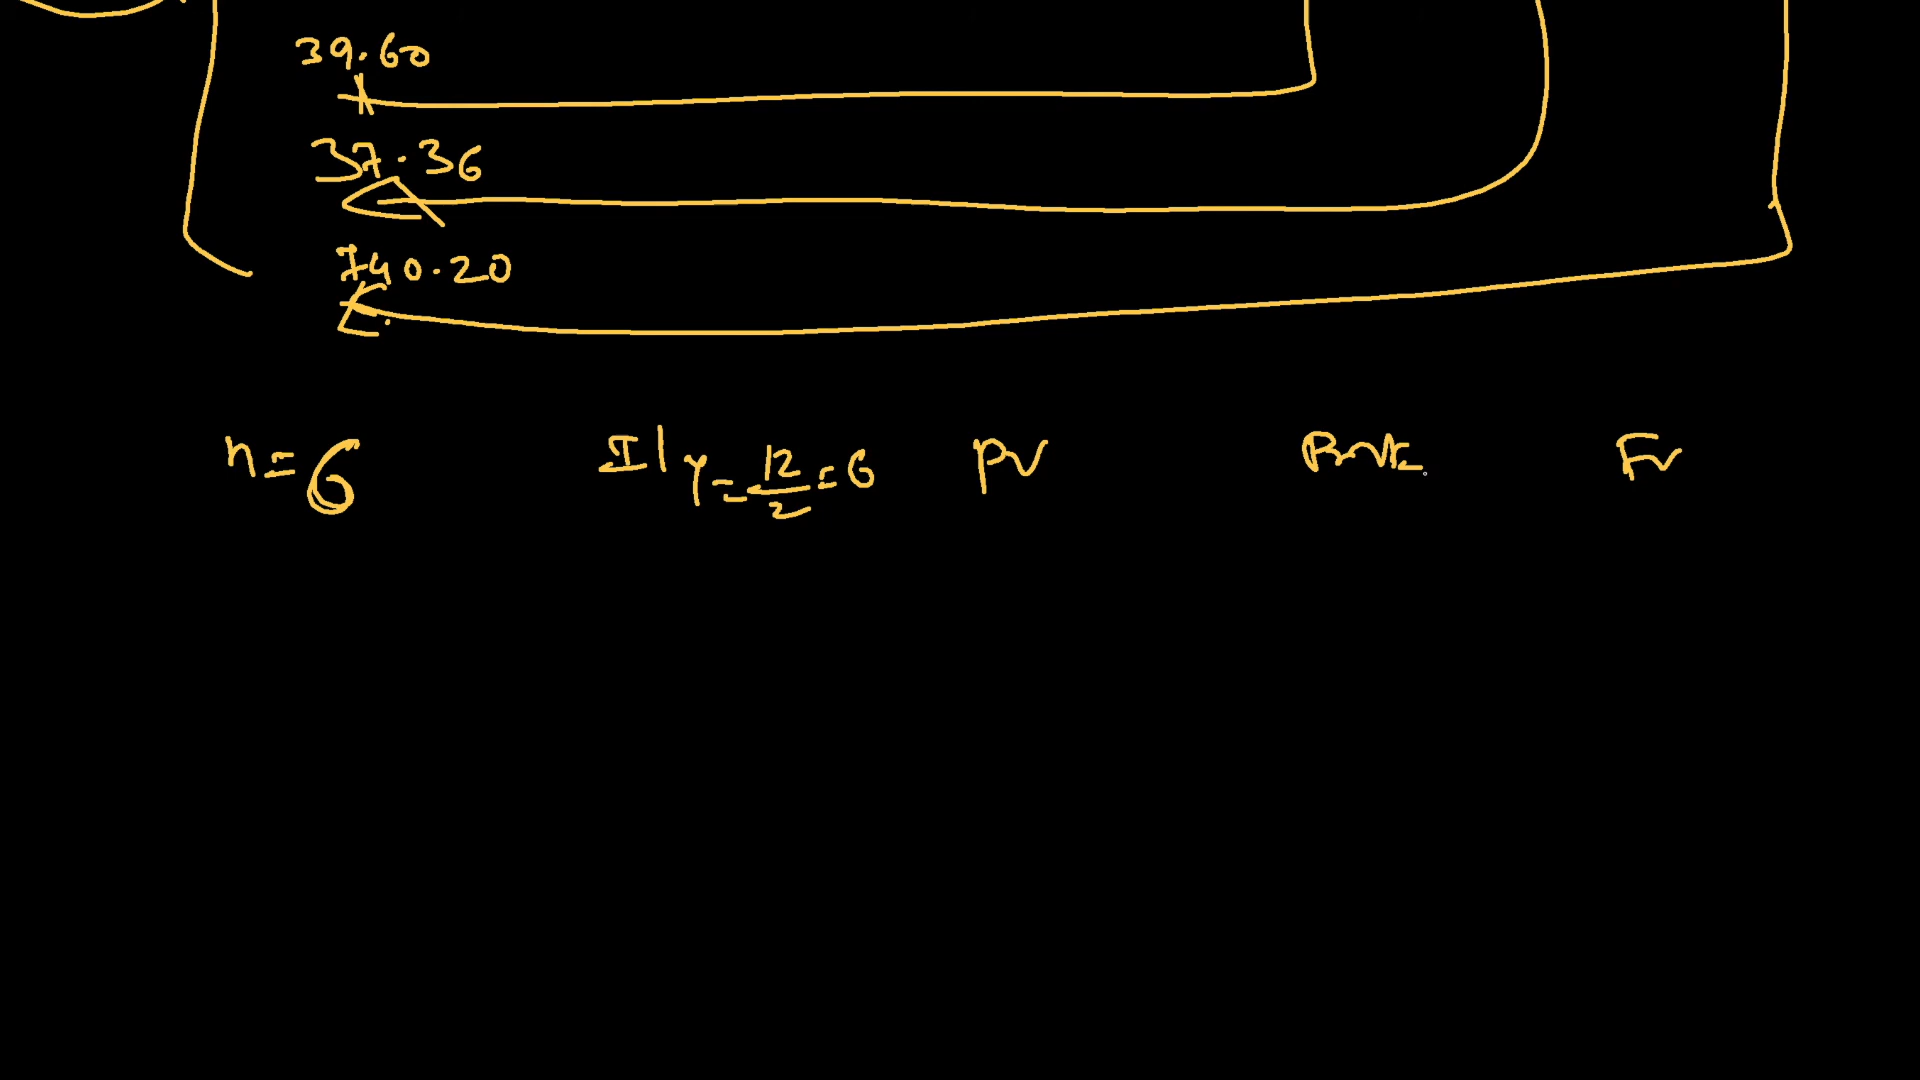 39.60
37.36
740.20
n = 6 I|Y = 12/2 = 6 PV PMT FV